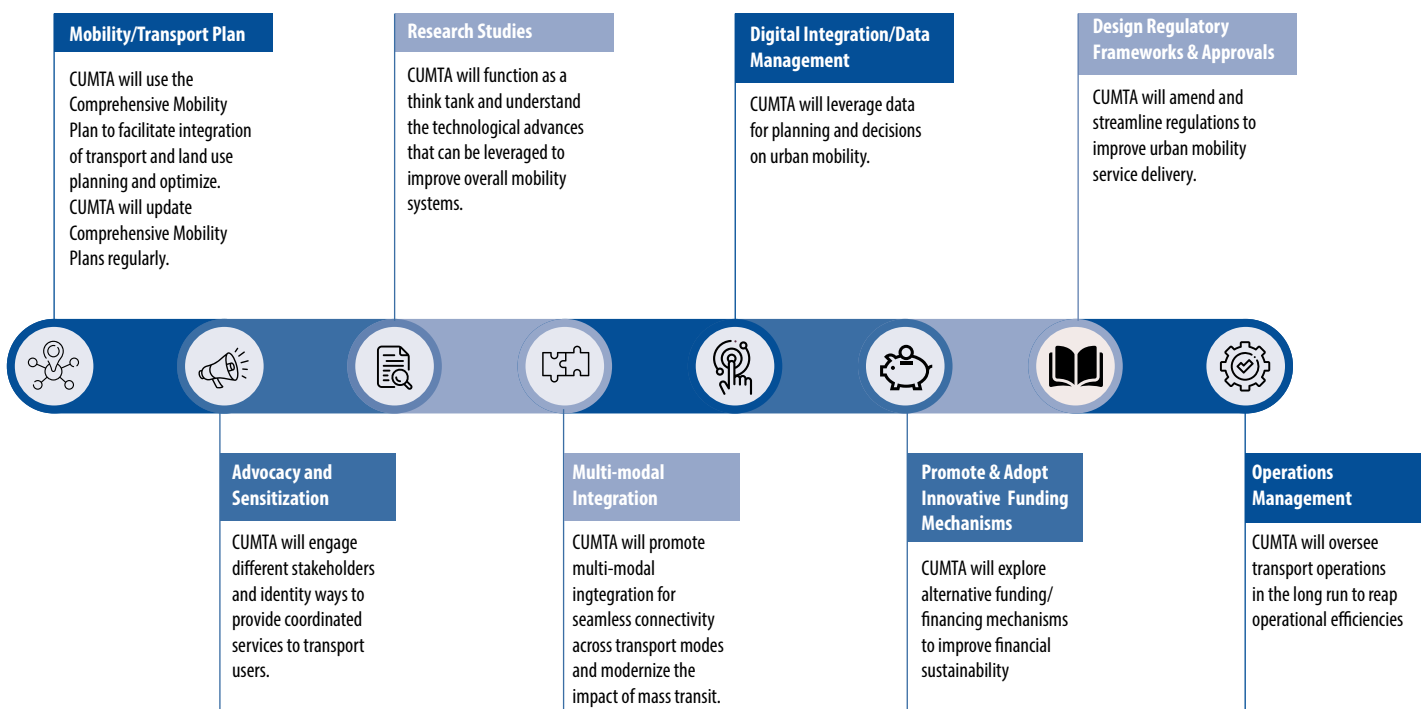 Mobility/Transport Plan
CUMTA will use the
Comprehensive Mobility
Plan to facilitate integration
of transport and land use
planning and optimize.
CUMTA will update
Comprehensive Mobility
Plans regularly.
Research Studies
CUMTA will function as a
think tank and understand
the technological advances
that can be leveraged to
improve overall mobility
systems.
Digital Integration/Data
Management
CUMTA will leverage data
for planning and decisions
on urban mobility.
Design Regulatory
Frameworks & Approvals
CUMTA will amend and
streamline regulations to
improve urban mobility
service delivery.
Advocacy and
Sensitization
CUMTA will engage
different stakeholders
and identity ways to
provide coordinated
services to transport
users.
Multi-modal
Integration
CUMTA will promote
multi-modal
ingtegration for
seamless connectivity
across transport modes
and modernize the
impact of mass transit.
Promote & Adopt
Innovative Funding
Mechanisms
CUMTA will explore
alternative funding/
financing mechanisms
to improve financial
sustainability
Operations
Management
CUMTA will oversee
transport operations
in the long run to reap
operational efficiencies